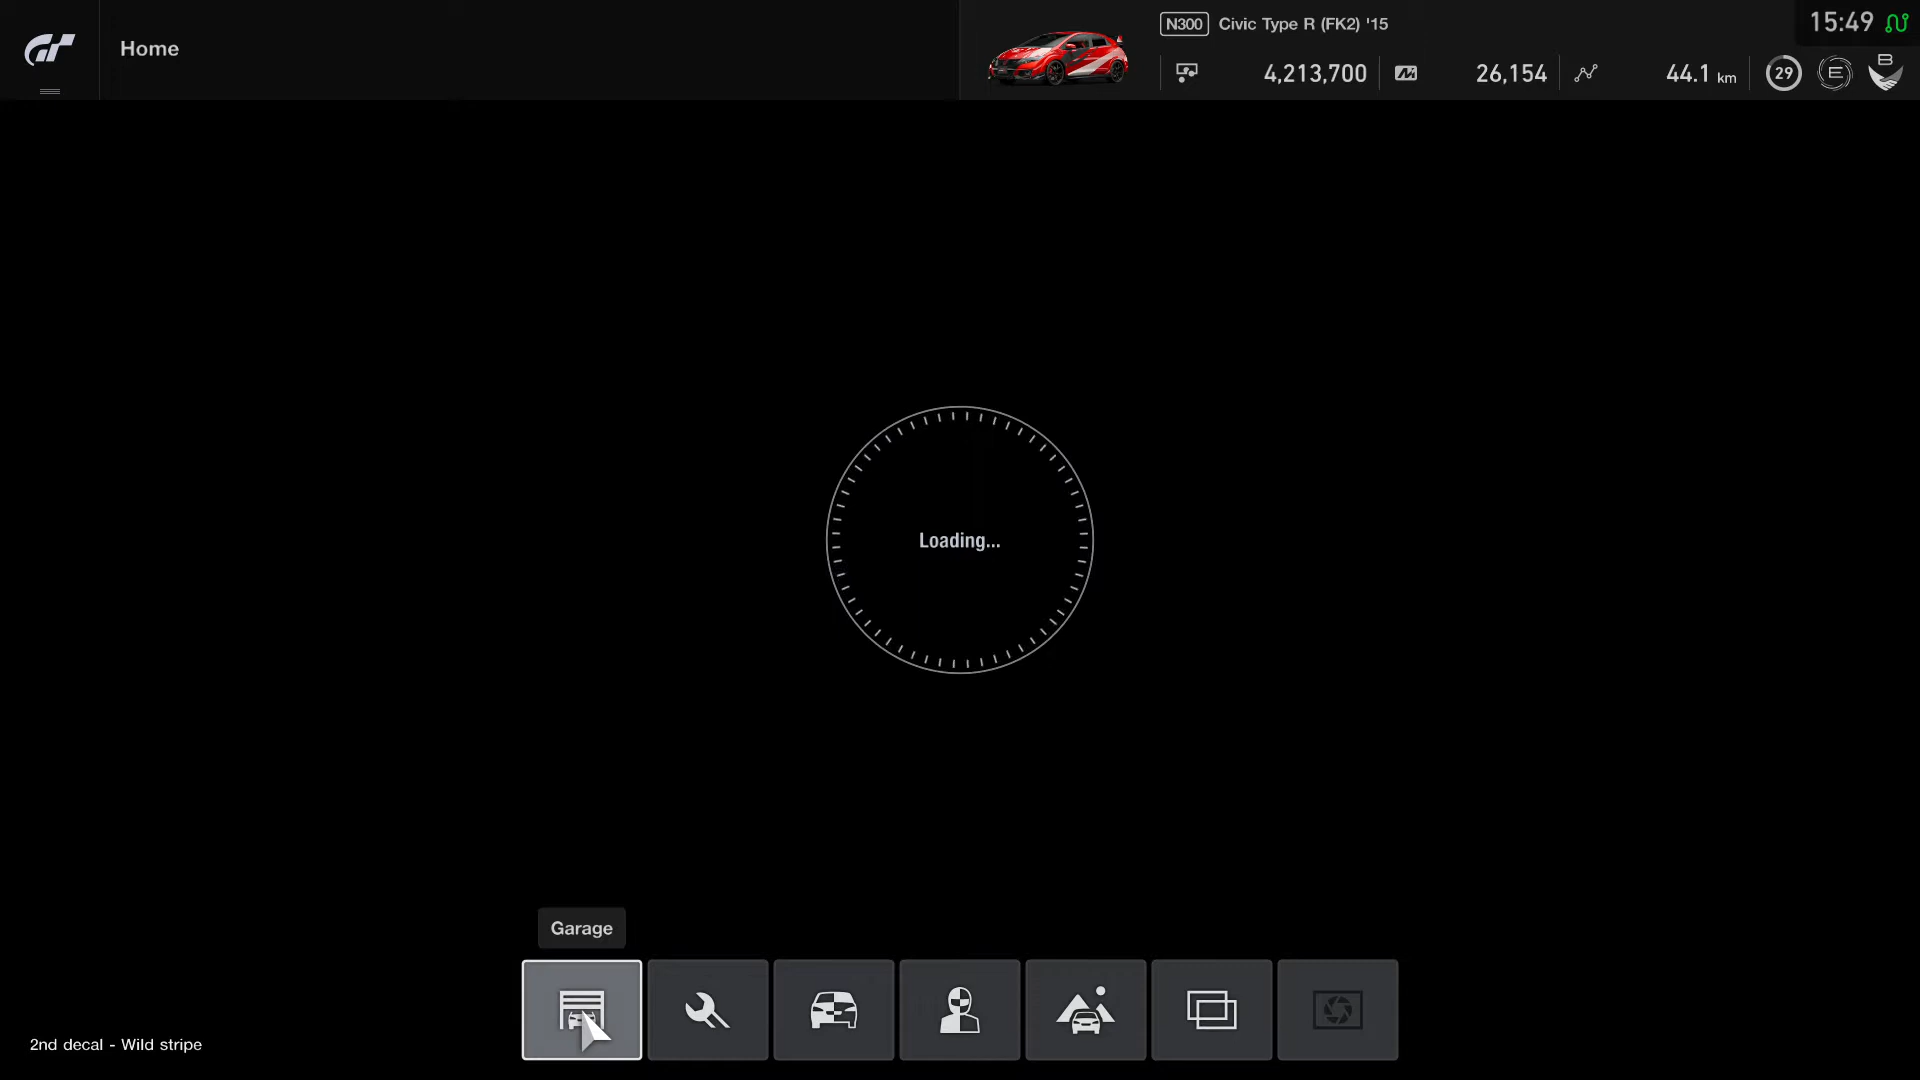 Home
N300 Civic Type R (FK2) '15
15:49
4,213,700
26,154
44.1 km
29
E
B
Loading...
Garage
2nd decal - Wild stripe